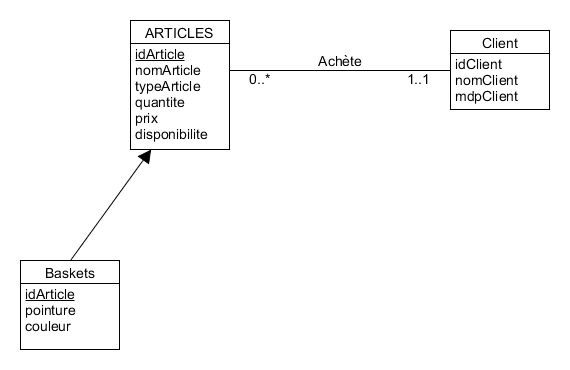 ARTICLES
idArticle
nomArticle
typeArticle
quantite
prix
disponibilite
Achète
0..*
1..1
Client
idClient
nomClient
mdpClient
Baskets
idArticle
pointure
couleur